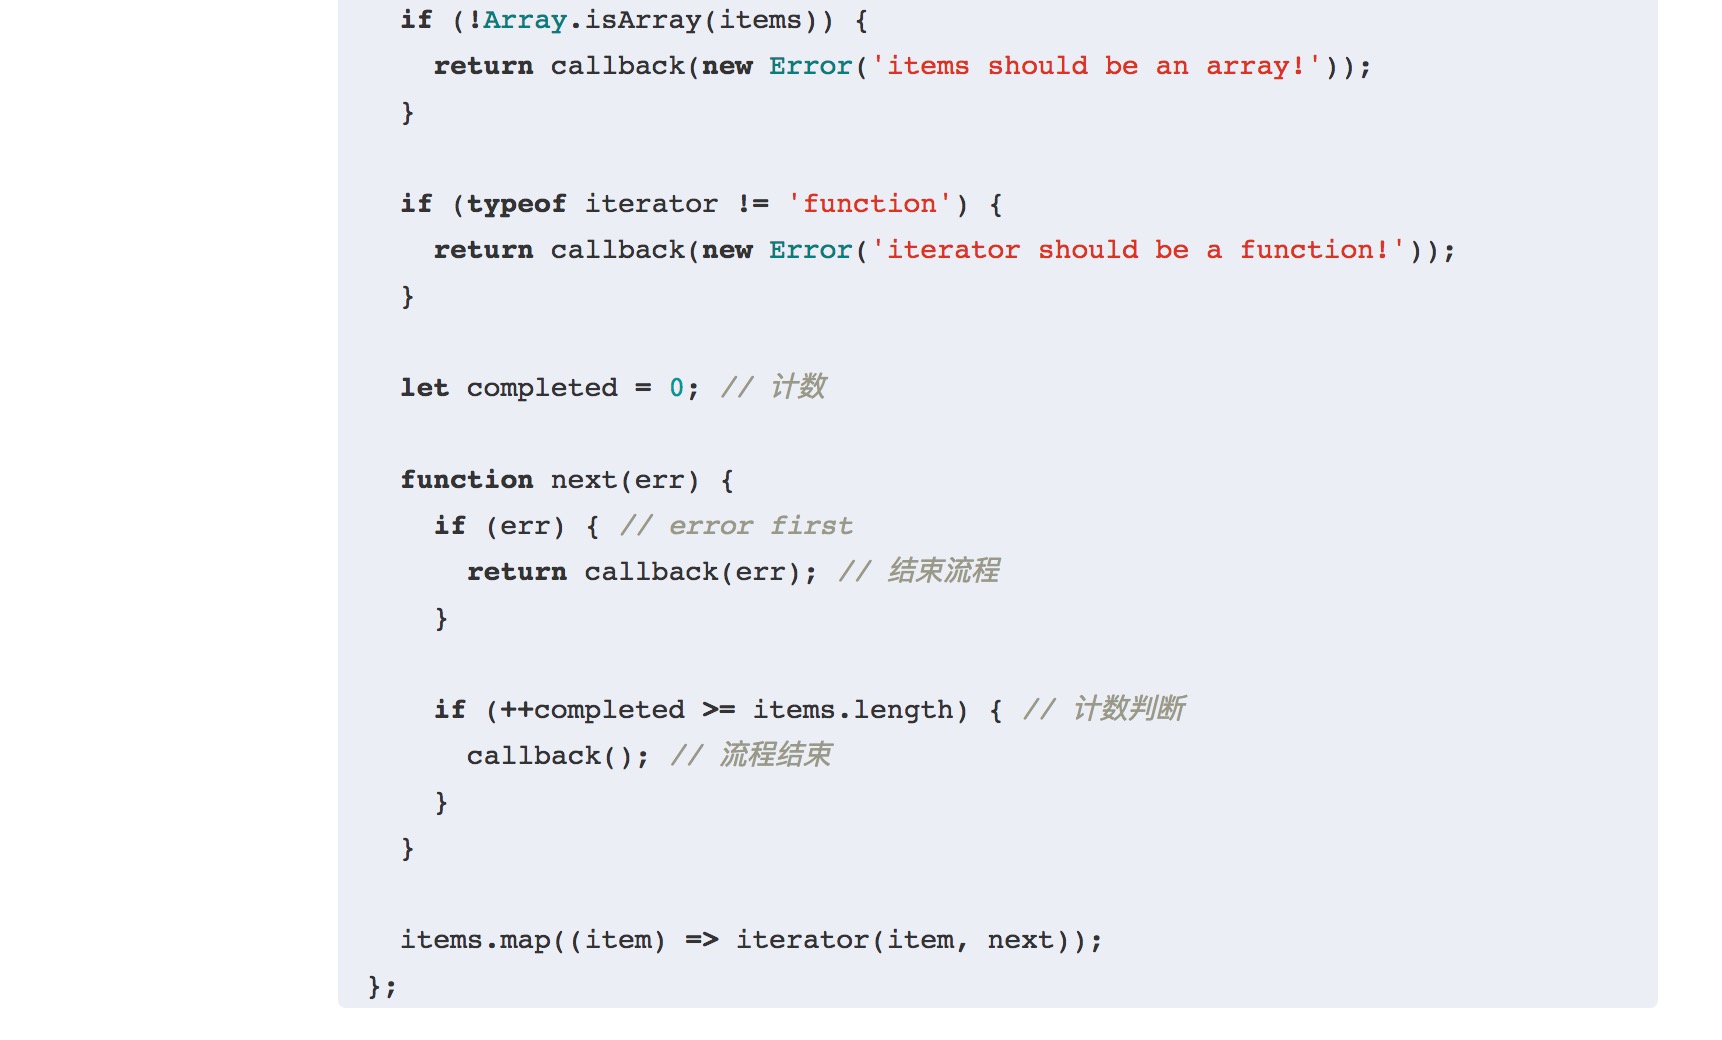 if (!Array.isArray(items)) {
return callback(new Error('items should be an array!'));
}
if (typeof iterator != 'function') {
return callback(new Error('iterator should be a function!'));
}
let completed = 0; // 计数
function next(err) {
if (err) { // error first
return callback(err); // 结束流程
}
if (++completed >= items.length) { // 计数判断
callback(); // 流程结束
}
}
items.map((item) => iterator(item, next));
};